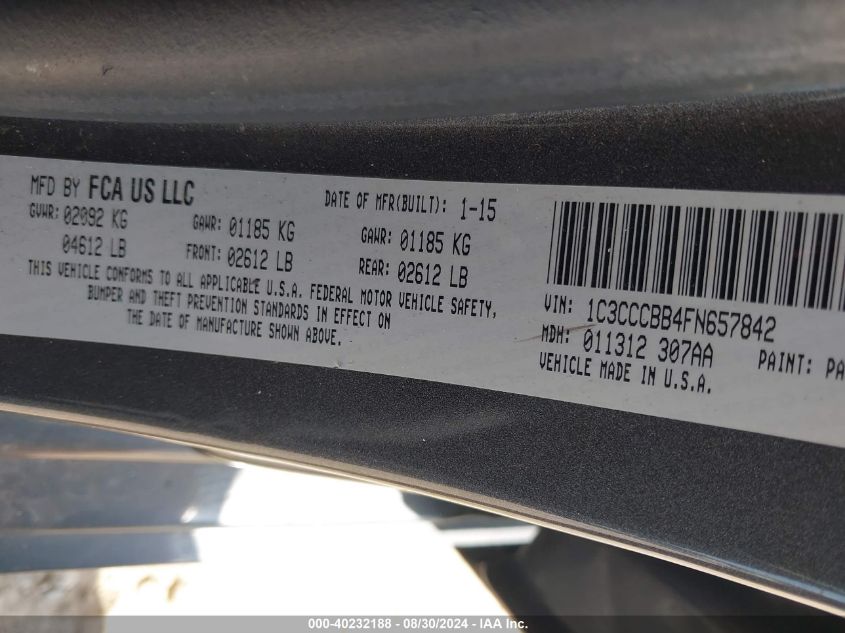 MFD BY FCA US LLC DATE OF MFR(BUILT): 1-15
GVWR: 02092 KG GAWR: 01185 KG GAWR: 01185 KG
04612 LB FRONT: 02612 LB REAR: 02612 LB
THIS VEHICLE CONFORMS TO ALL APPLICABLE U.S.A. FEDERAL MOTOR VEHICLE SAFETY,
BUMPER AND THEFT PREVENTION STANDARDS IN EFFECT ON
THE DATE OF MANUFACTURE SHOWN ABOVE.
VIN: 1C3CCCBB4FN657842
MDH: 011312 307AA PAINT: PA
VEHICLE MADE IN U.S.A.
000-40232188 - 08/30/2024 - IAA Inc.